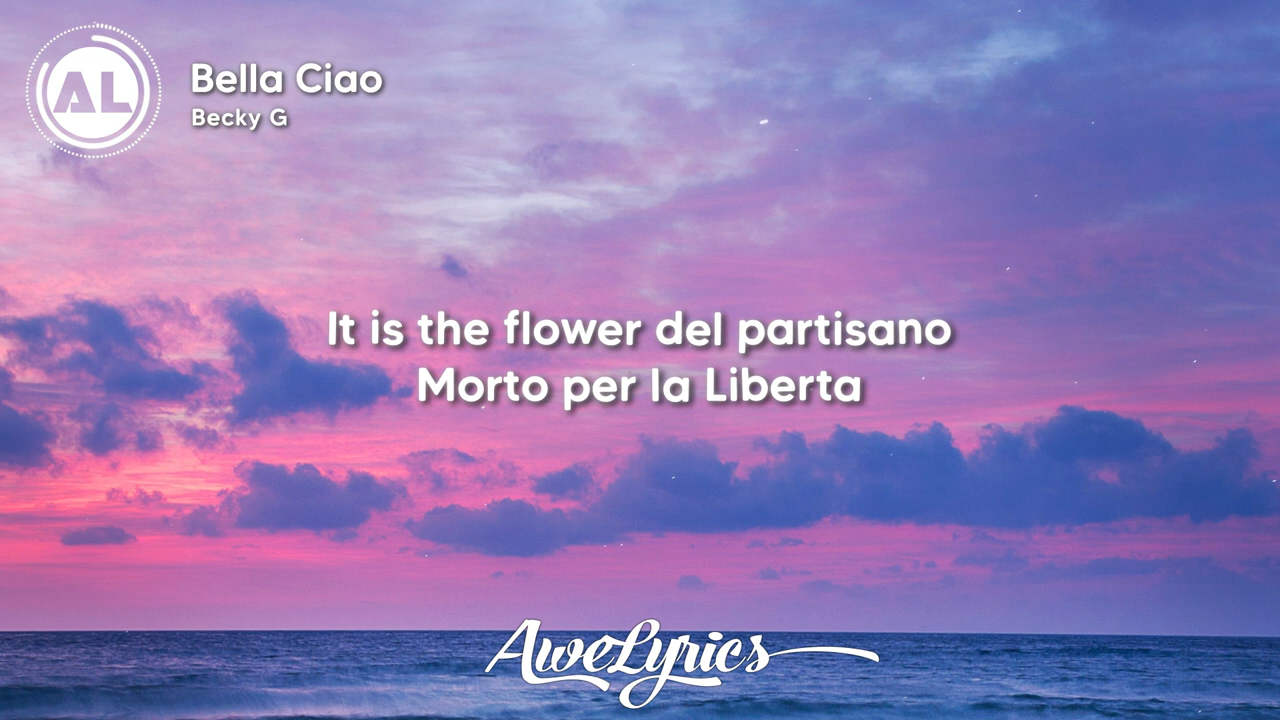 AL
Bella Ciao
Becky G
It is the flower del partisano
Morto per la Liberta
AweLyrics